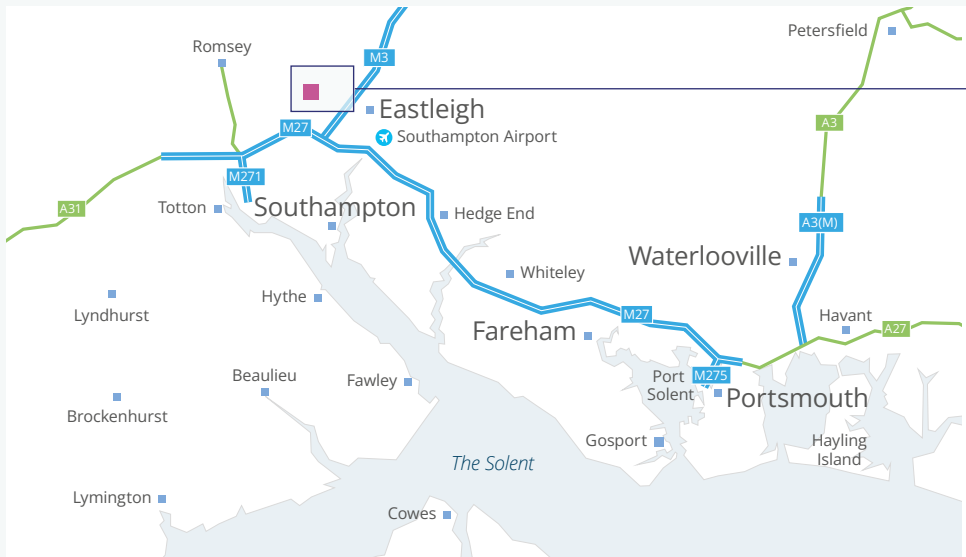 Petersfield
Romsey
M3
Eastleigh
A3
M27
Southampton Airport
M271
A31
Totton
Southampton
Hedge End
A3(M)
Waterlooville
Whiteley
Hythe
Lyndhurst
M27
Havant
Fareham
A27
Beaulieu
Fawley
Port
Solent
M275
Portsmouth
Brockenhurst
Gosport
Hayling
Island
The Solent
Lymington
Cowes